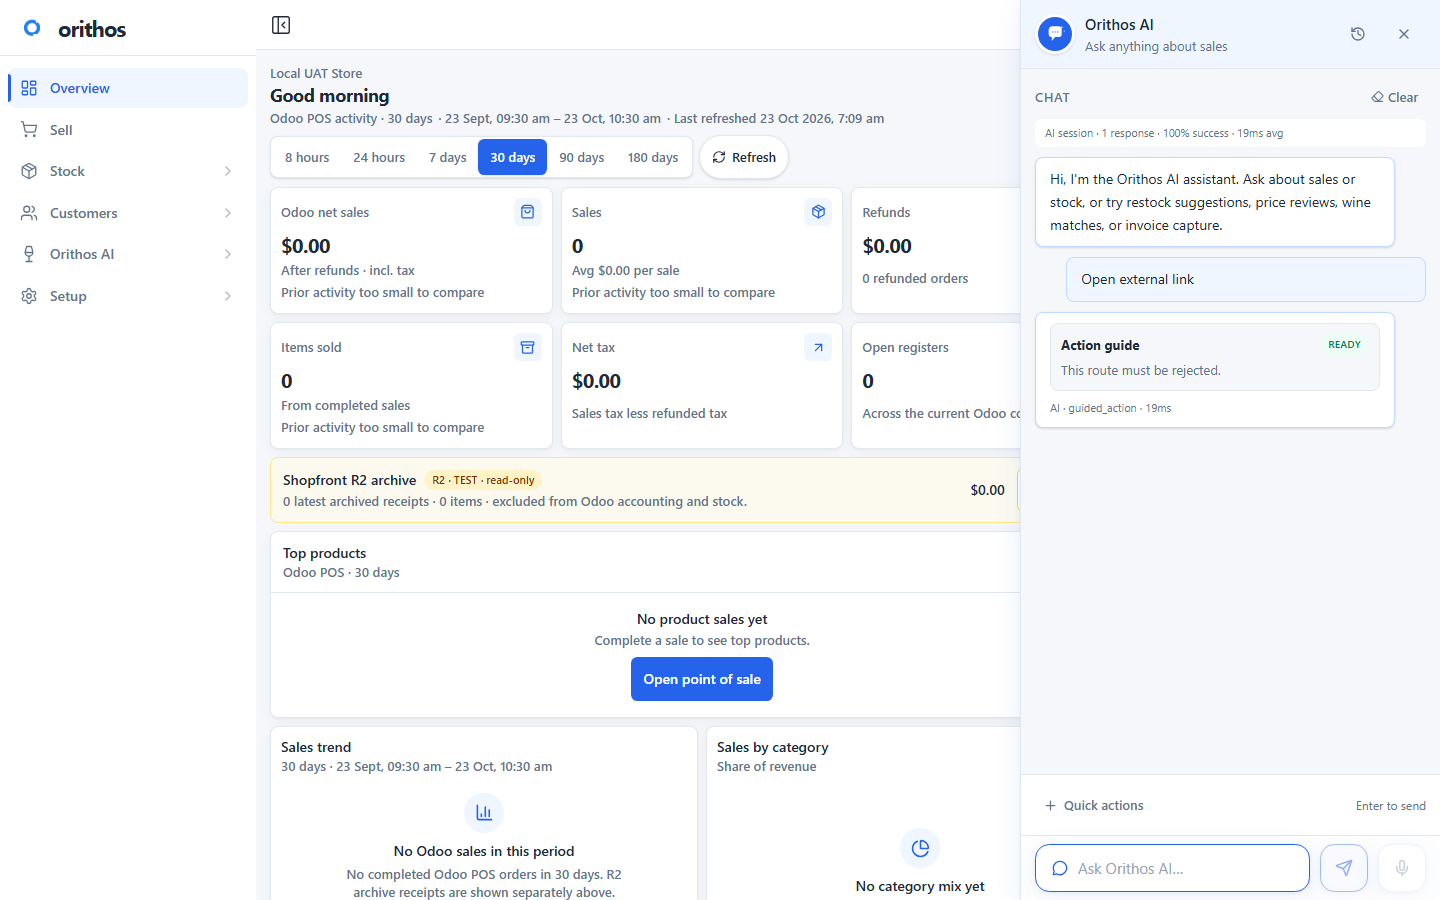 orithos
Overview
Sell
Stock
Customers
Orithos AI
Setup
Local UAT Store
Good morning
Odoo POS activity · 30 days · 23 Sept, 09:30 am – 23 Oct, 10:30 am · Last refreshed 23 Oct 2026, 7:09 am
8 hours
24 hours
7 days
30 days
90 days
180 days
Refresh
Odoo net sales
$0.00
After refunds · incl. tax
Prior activity too small to compare
Sales
0
Avg $0.00 per sale
Prior activity too small to compare
Refunds
$0.00
0 refunded orders
Items sold
0
From completed sales
Prior activity too small to compare
Net tax
$0.00
Sales tax less refunded tax
Open registers
0
Across the current Odoo
Shopfront R2 archive
R2 · TEST · read-only
0 latest archived receipts · 0 items · excluded from Odoo accounting and stock.
$0.00
Top products
Odoo POS · 30 days
No product sales yet
Complete a sale to see top products.
Open point of sale
Sales trend
30 days · 23 Sept, 09:30 am – 23 Oct, 10:30 am
No Odoo sales in this period
No completed Odoo POS orders in 30 days. R2
archive receipts are shown separately above.
Sales by category
Share of revenue
No category mix yet
Orithos AI
Ask anything about sales
CHAT
Clear
AI session · 1 response · 100% success · 19ms avg
Hi, I'm the Orithos AI assistant. Ask about sales or
stock, or try restock suggestions, price reviews, wine
matches, or invoice capture.
Open external link
Action guide
READY
This route must be rejected.
AI · guided_action · 19ms
Quick actions
Enter to send
Ask Orithos AI...